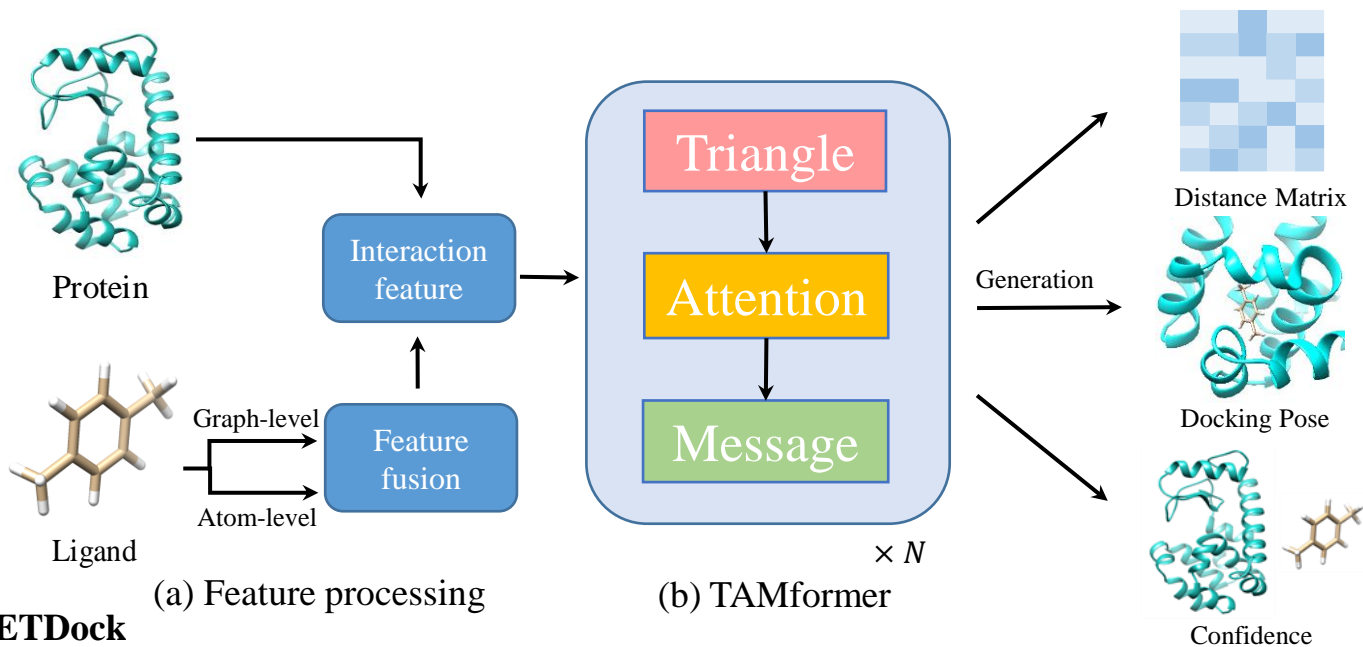 Protein
Interaction
feature
Graph-level
Atom-level
Feature
fusion
Ligand
(a) Feature processing
ETDock
Triangle
Attention
Message
× N
(b) TAMformer
Generation
Distance Matrix
Docking Pose
Confidence